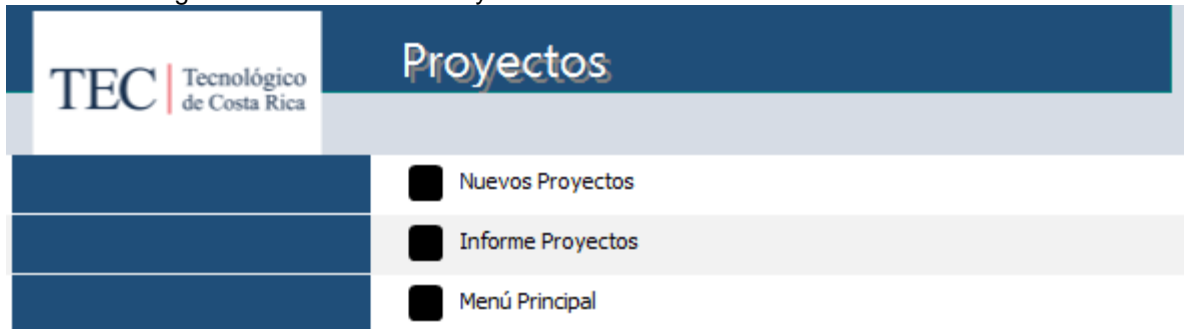 Proyectos
TEC | Tecnológico
de Costa Rica
Nuevos Proyectos
Informe Proyectos
Menú Principal